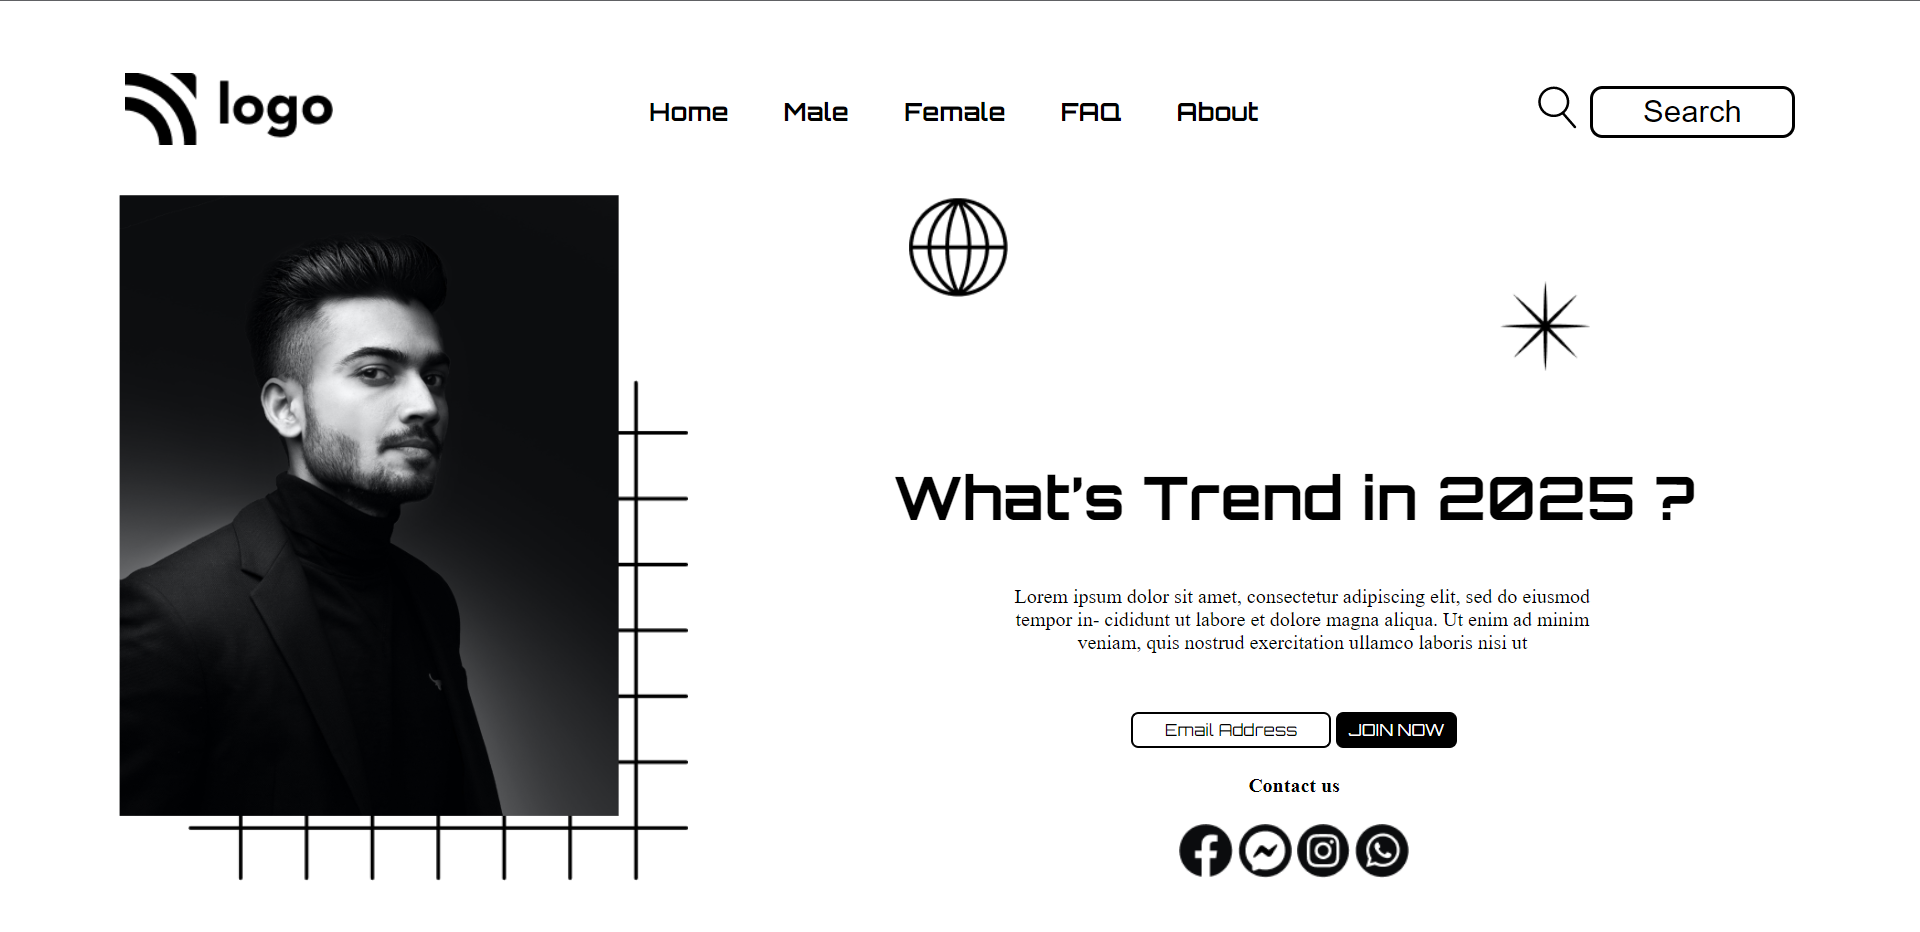 logo
Home Male Female FAQ About
Search
What's Trend in 2025 ?
Lorem ipsum dolor sit amet, consectetur adipiscing elit, sed do eiusmod
tempor in- cididunt ut labore et dolore magna aliqua. Ut enim ad minim
veniam, quis nostrud exercitation ullamco laboris nisi ut
Email Address JOIN NOW
Contact us